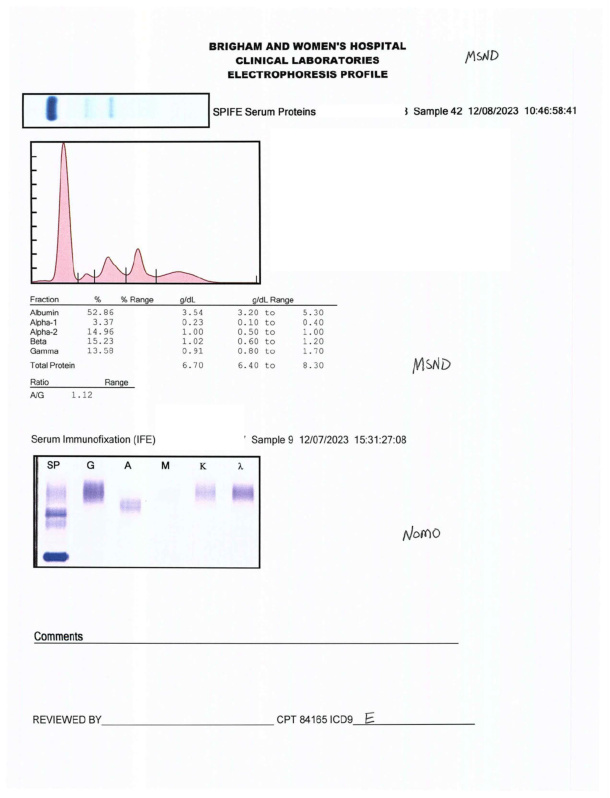 BRIGHAM AND WOMEN'S HOSPITAL
CLINICAL LABORATORIES
ELECTROPHORESIS PROFILE
MSND
SPIFE Serum Proteins Sample 42 12/08/2023 10:46:58:41
Fraction % % Range g/dL g/dL Range
Albumin 52.86 3.54 3.20 to 5.30
Alpha-1 3.37 0.23 0.10 to 0.40
Alpha-2 14.96 1.00 0.50 to 1.00
Beta 15.23 1.02 0.60 to 1.20
Gamma 13.58 0.91 0.80 to 1.70
Total Protein 6.70 6.40 to 8.30
MSND
Ratio Range
A/G 1.12
Serum Immunofixation (IFE) Sample 9 12/07/2023 15:31:27:08
SP G A M K λ
Nomo
Comments
REVIEWED BY CPT 84165 ICD9 E